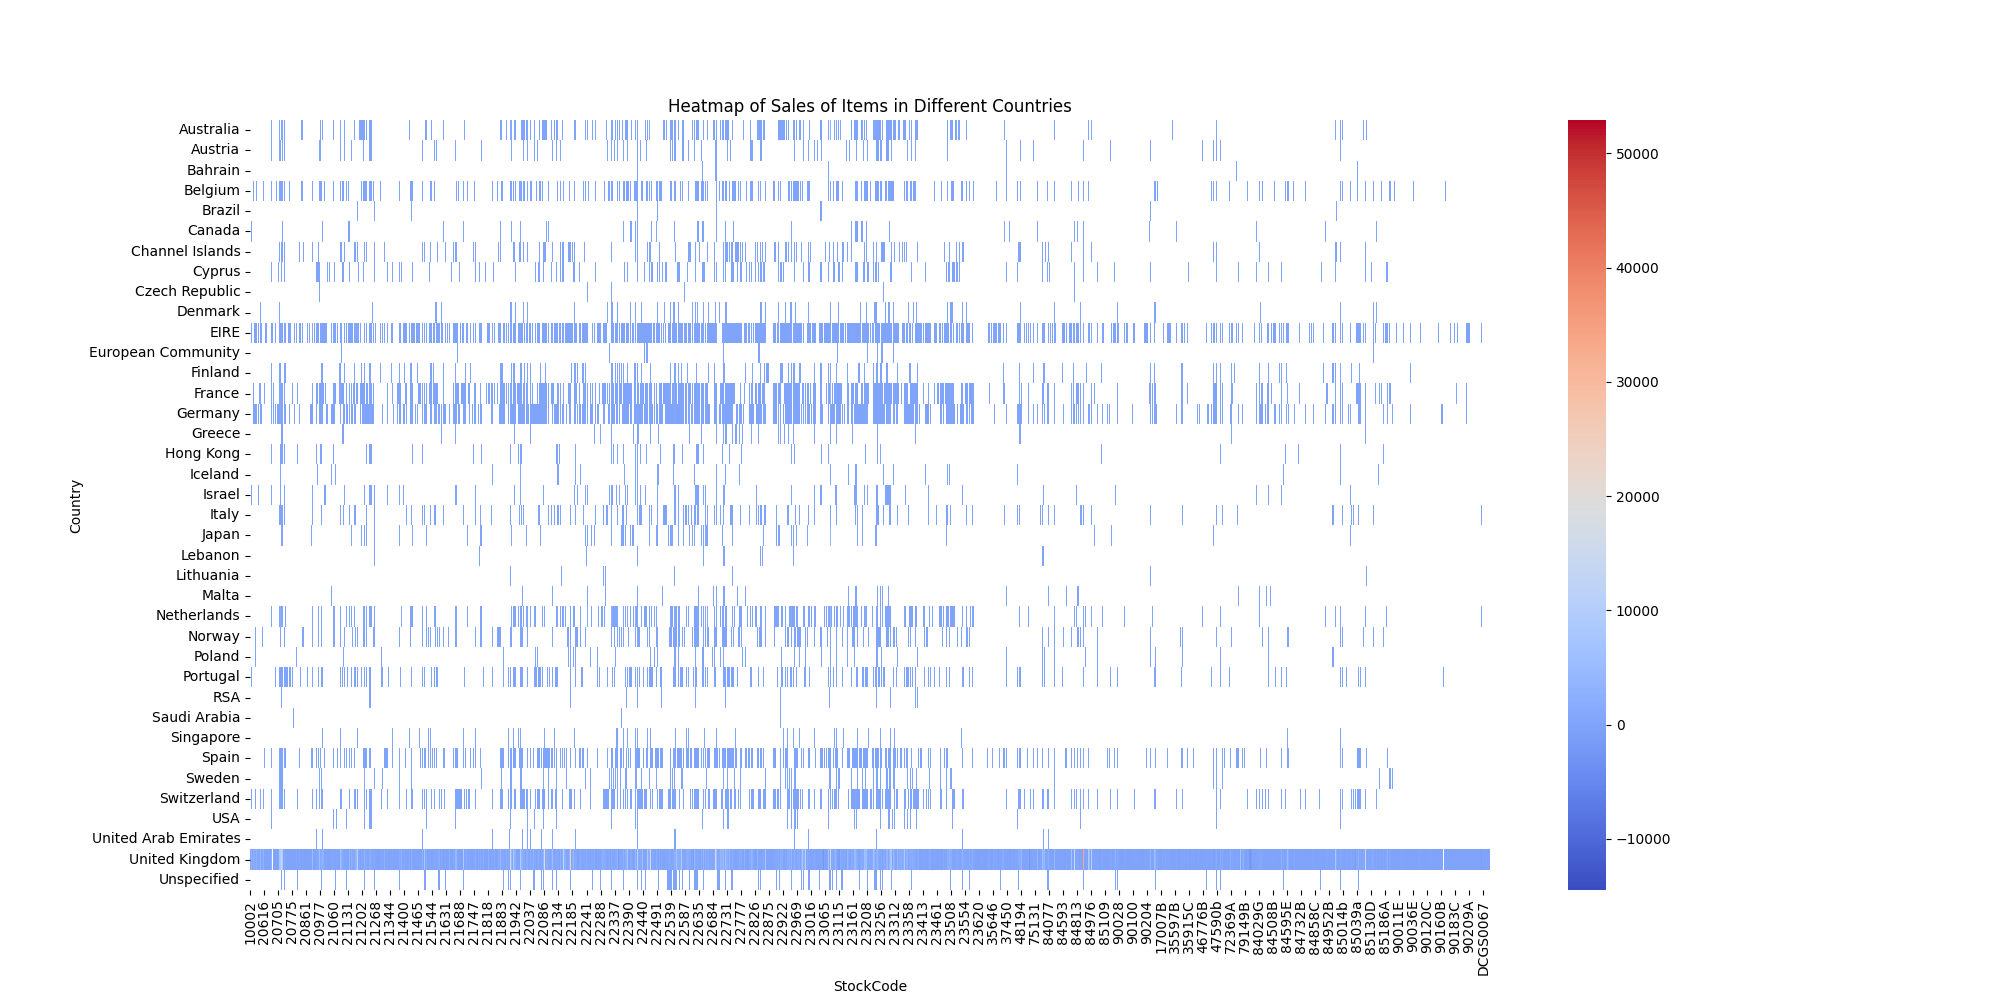 Heatmap of Sales of Items in Different Countries
Country
Australia
Austria
Bahrain
Belgium
Brazil
Canada
Channel Islands
Cyprus
Czech Republic
Denmark
EIRE
European Community
Finland
France
Germany
Greece
Hong Kong
Iceland
Israel
Italy
Japan
Lebanon
Lithuania
Malta
Netherlands
Norway
Poland
Portugal
RSA
Saudi Arabia
Singapore
Spain
Sweden
Switzerland
USA
United Arab Emirates
United Kingdom
Unspecified
10002
20616
20705
20775
20861
20977
21060
21131
21202
21268
21344
21400
21465
21544
21631
21688
21747
21818
21883
21942
22037
22086
22134
22185
22241
22288
22337
22390
22440
22491
22539
22587
22635
22684
22731
22777
22826
22875
22922
22969
23016
23065
23115
23161
23208
23256
23312
23358
23413
23461
23508
23554
23620
35646
37450
48194
75131
84077
84593
84813
84976
85109
90028
90100
90204
17007B
35597B
35915C
46776B
47590b
72369A
79149B
84029G
84508B
84595E
84732B
84858C
84952B
85014b
85039a
85130D
85186A
90011E
90036E
90120C
90160B
90183C
90209A
DCGS0067
StockCode
50000
40000
30000
20000
10000
0
−10000